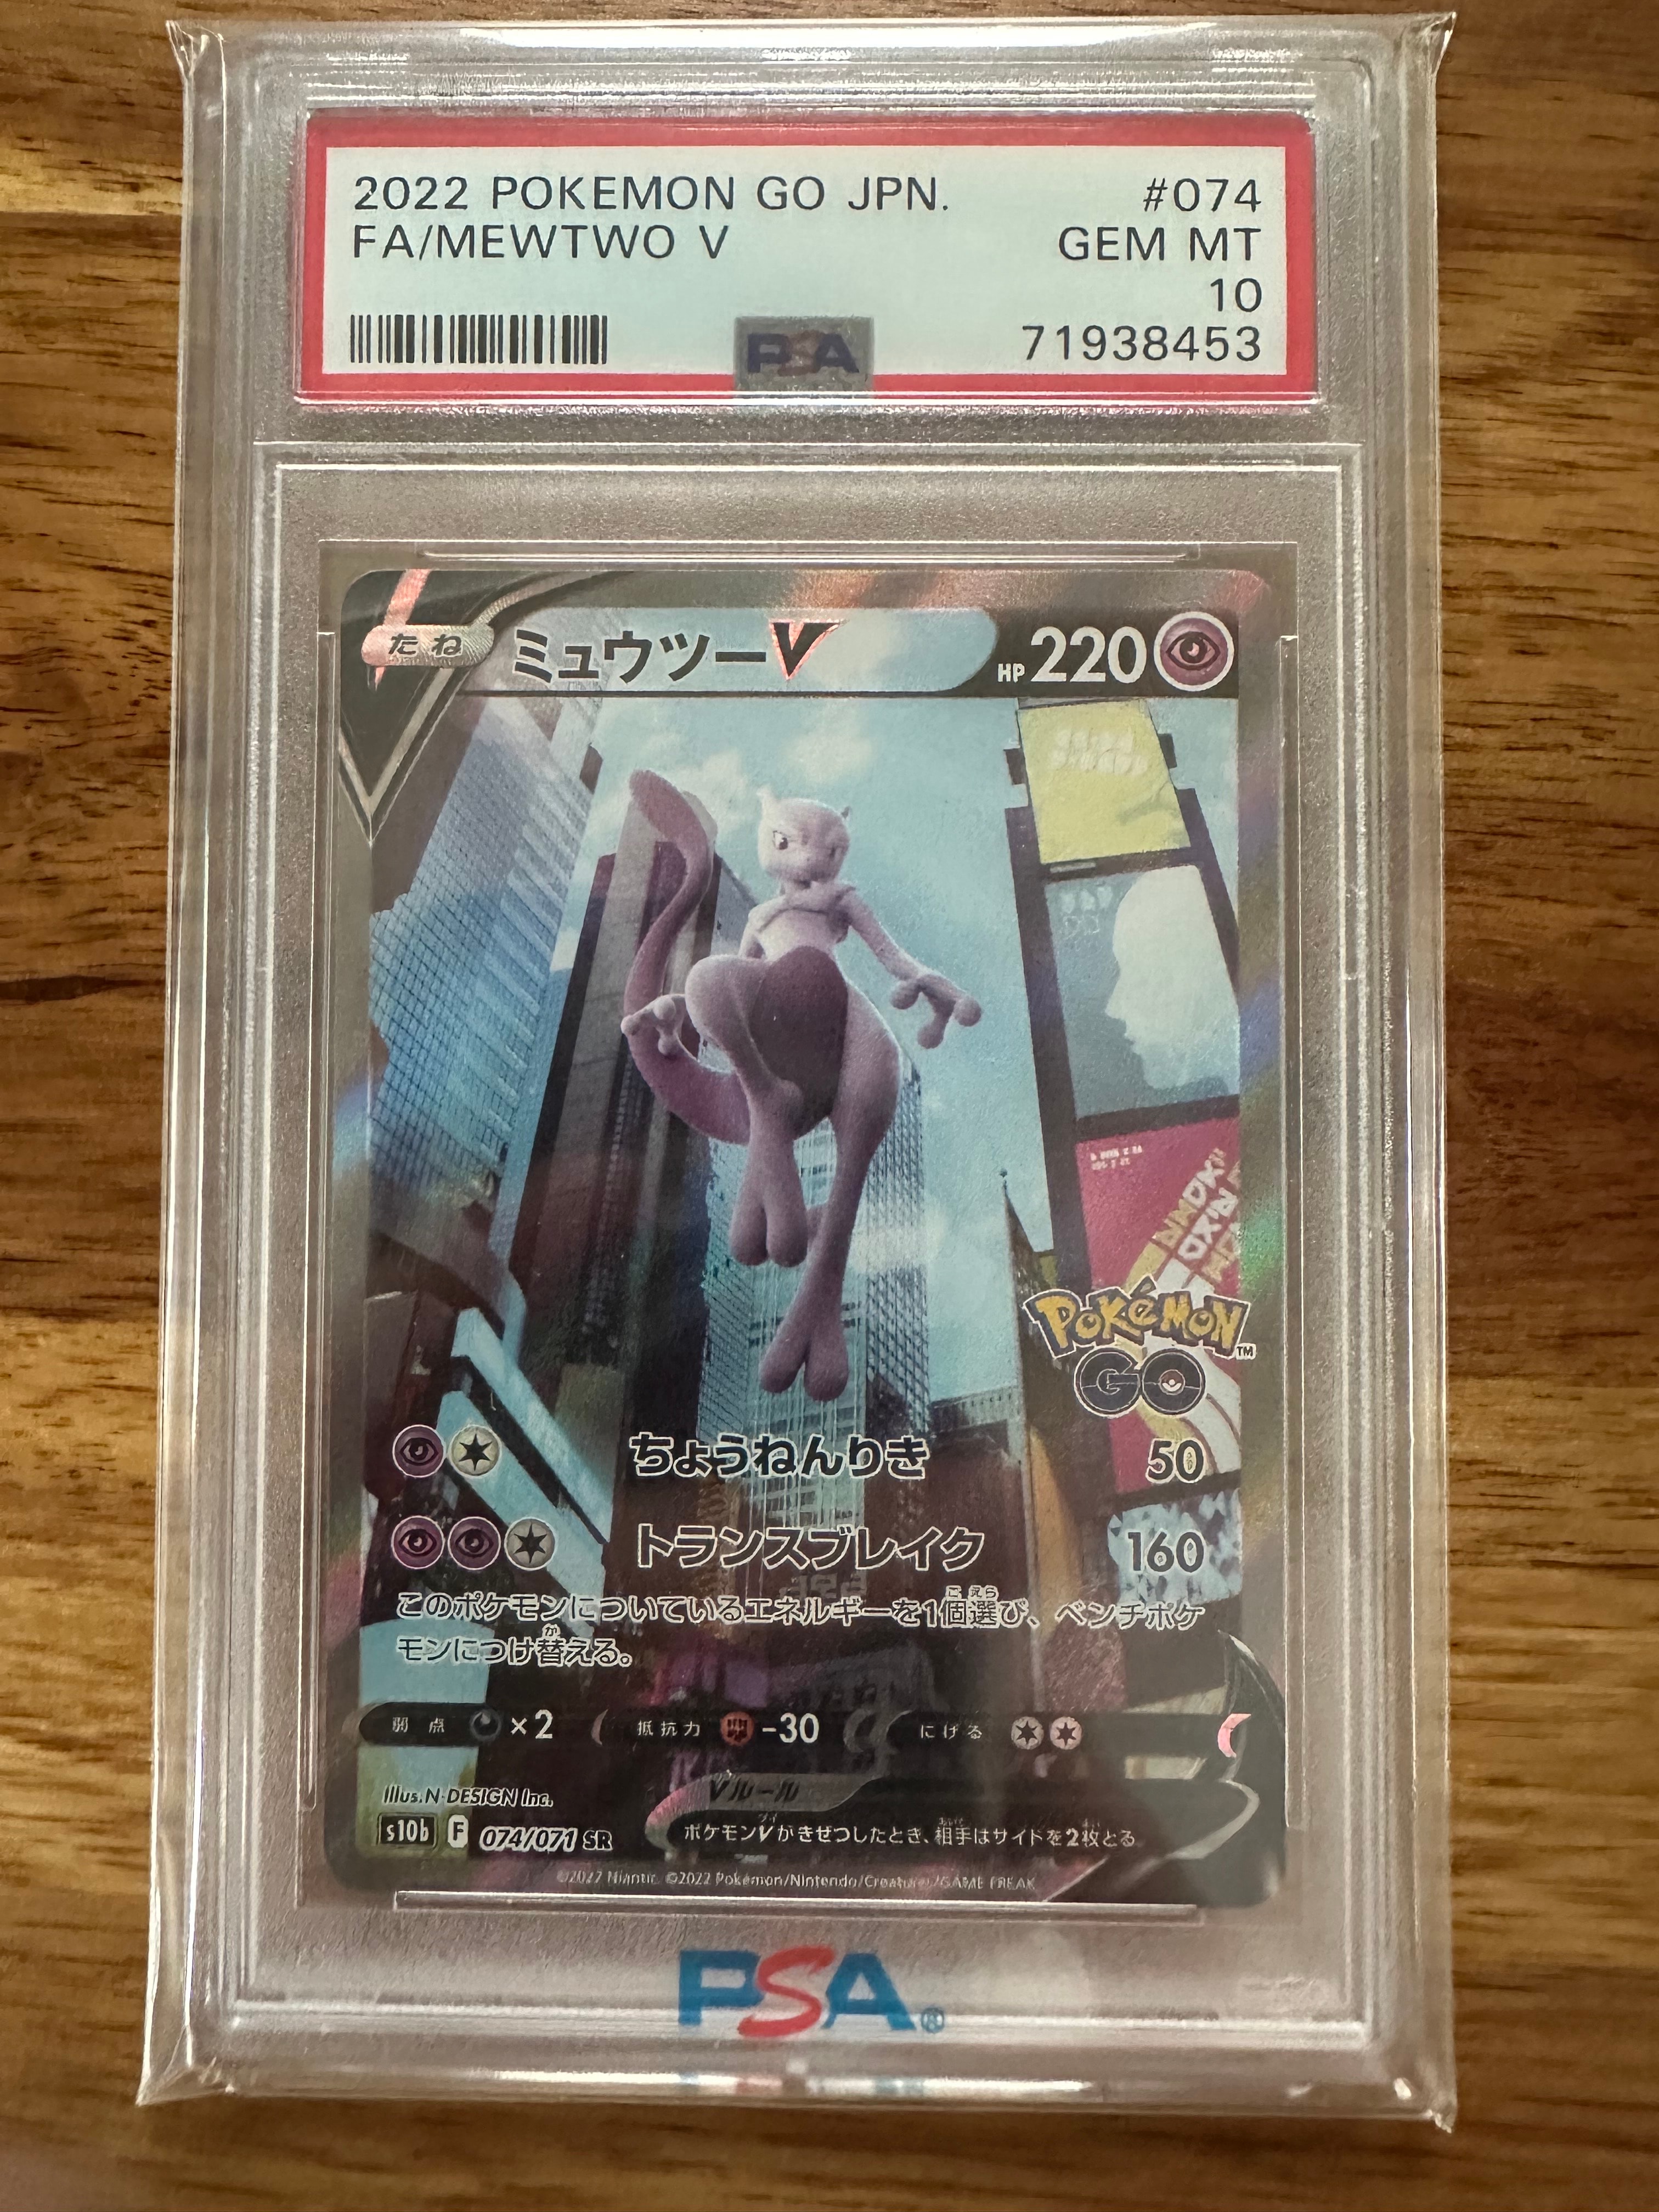 2022 POKEMON GO JPN. #074
FA/MEWTWO V GEM MT
10
71938453
PSA
たね ミュウツーV HP 220
POKéMON™
GO
ちょうねんりき 50
トランスブレイク 160
このポケモンについているエネルギーを1個選び、ベンチポケ
モンにつけ替える。
弱点 ×2 抵抗力 -30 にげる
Illus. N-DESIGN Inc.
Vルール
s10b F 074/071 SR
ポケモンVがきぜつしたとき、相手はサイドを2枚とる。
©2022 Niantic. ©2022 Pokémon/Nintendo/Creatures/GAME FREAK
PSA®